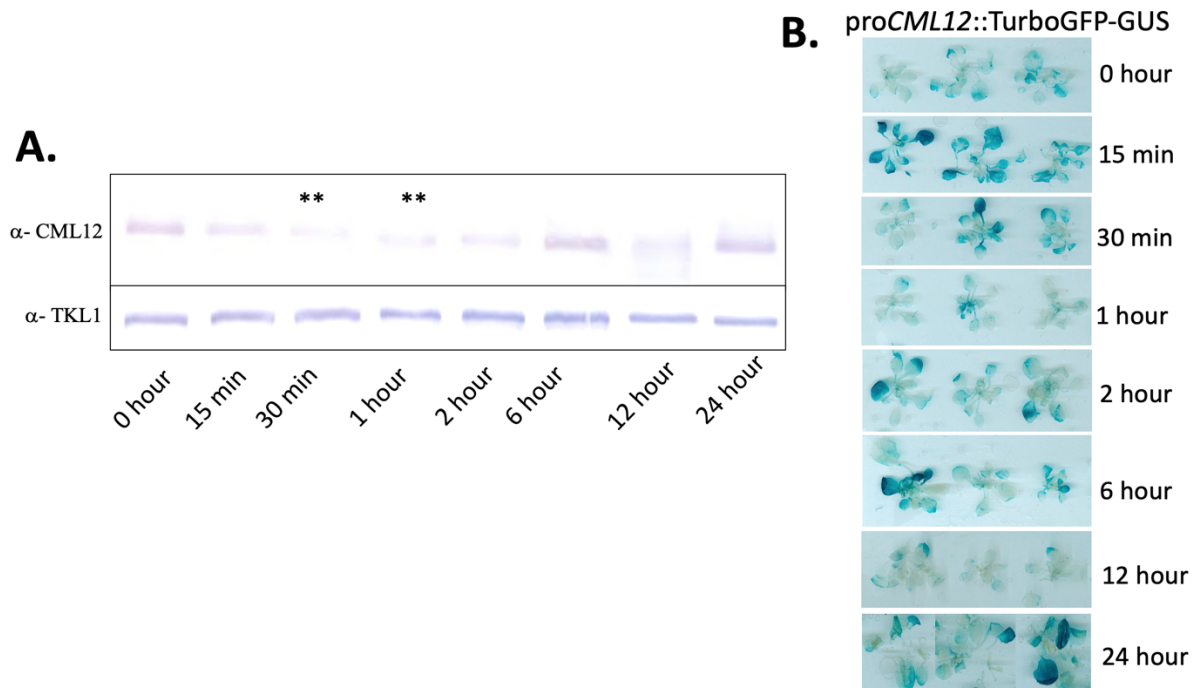 A.
** **
α- CML12
α- TKL1
0 hour
15 min
30 min
1 hour
2 hour
6 hour
12 hour
24 hour
B.
proCML12::TurboGFP-GUS
0 hour
15 min
30 min
1 hour
2 hour
6 hour
12 hour
24 hour